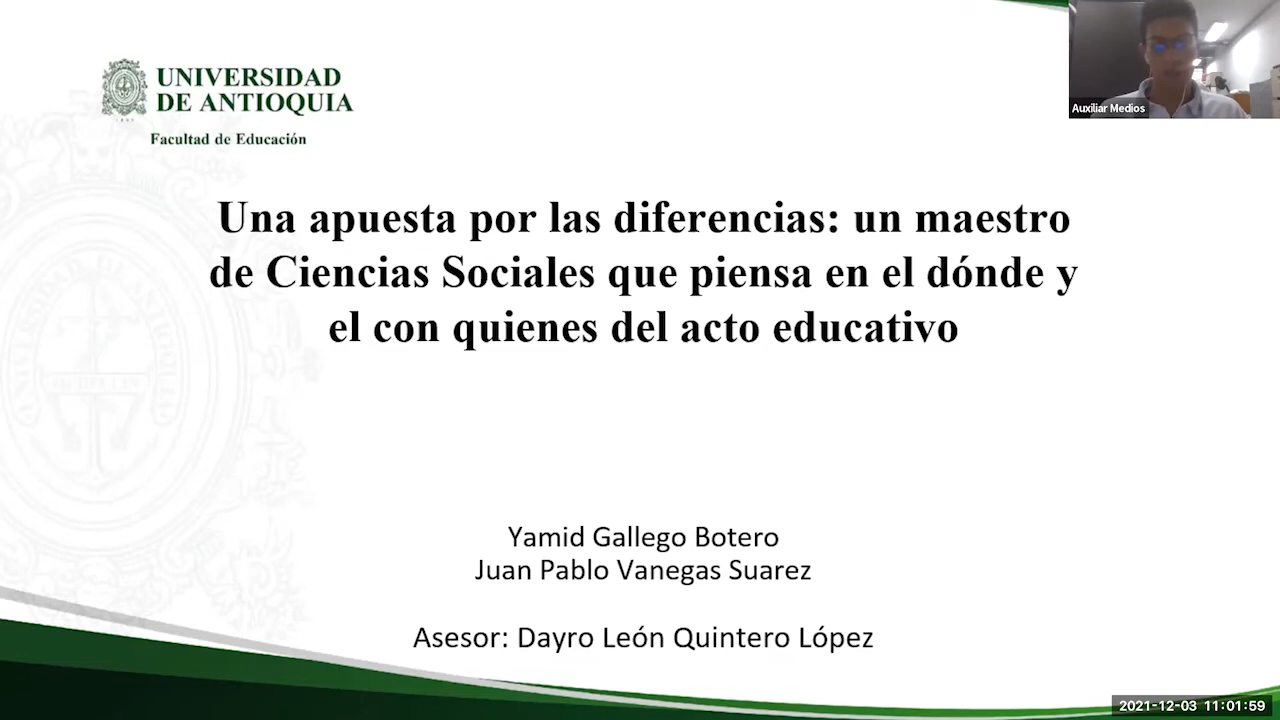 UNIVERSIDAD
DE ANTIOQUIA
Facultad de Educación
Auxiliar Medios
Una apuesta por las diferencias: un maestro
de Ciencias Sociales que piensa en el dónde y
el con quienes del acto educativo
Yamid Gallego Botero
Juan Pablo Vanegas Suarez
Asesor: Dayro León Quintero López
2021-12-03 11:01:59